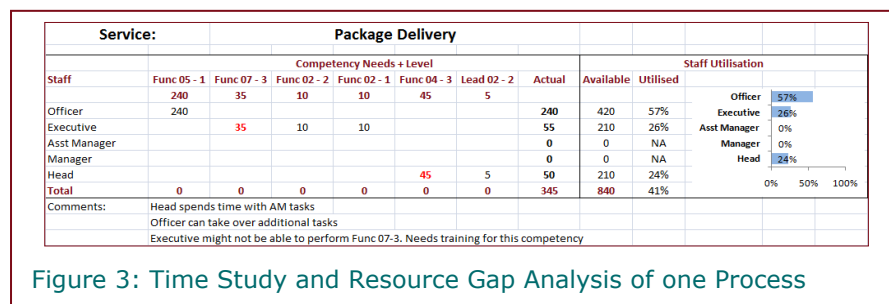 Service: Package Delivery
Competency Needs + Level Staff Utilisation
Staff Func 05 - 1 Func 07 - 3 Func 02 - 2 Func 02 - 1 Func 04 - 3 Lead 02 - 2 Actual Available Utilised
240 35 10 10 45 5
Officer 240 240 420 57%
Executive 35 10 10 55 210 26%
Asst Manager 0 0 NA
Manager 0 0 NA
Head 45 5 50 210 24%
Total 0 0 0 0 0 0 345 840 41%
Officer 57%
Executive 26%
Asst Manager 0%
Manager 0%
Head 24%
0% 50% 100%
Comments: Head spends time with AM tasks
Officer can take over additional tasks
Executive might not be able to perform Func 07-3. Needs training for this competency
Figure 3: Time Study and Resource Gap Analysis of one Process